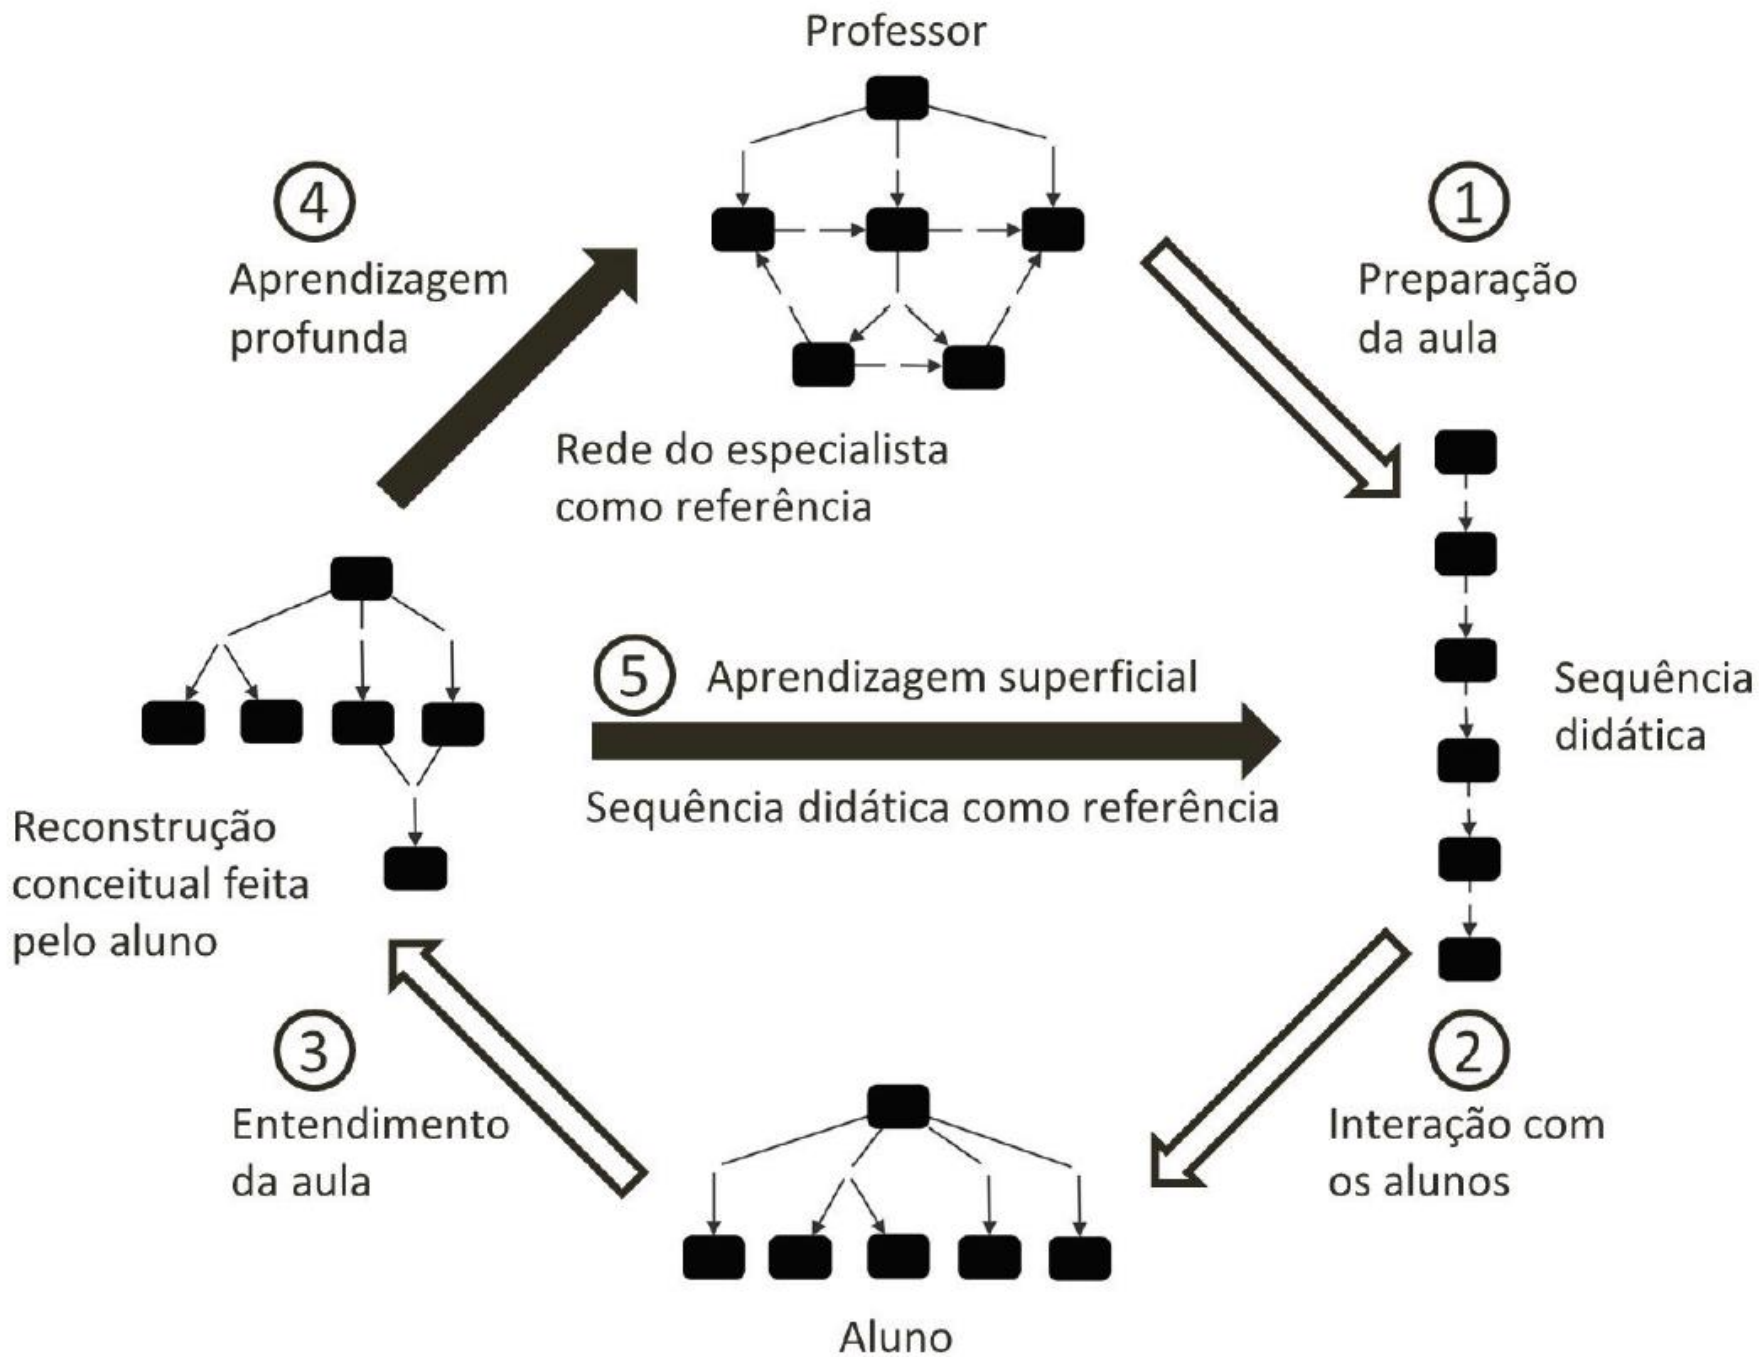 Professor
4
Aprendizagem
profunda
1
Preparação
da aula
Rede do especialista
como referência
5
Aprendizagem superficial
Sequência didática como referência
Sequência
didática
Reconstrução
conceitual feita
pelo aluno
3
Entendimento
da aula
2
Interação com
os alunos
Aluno